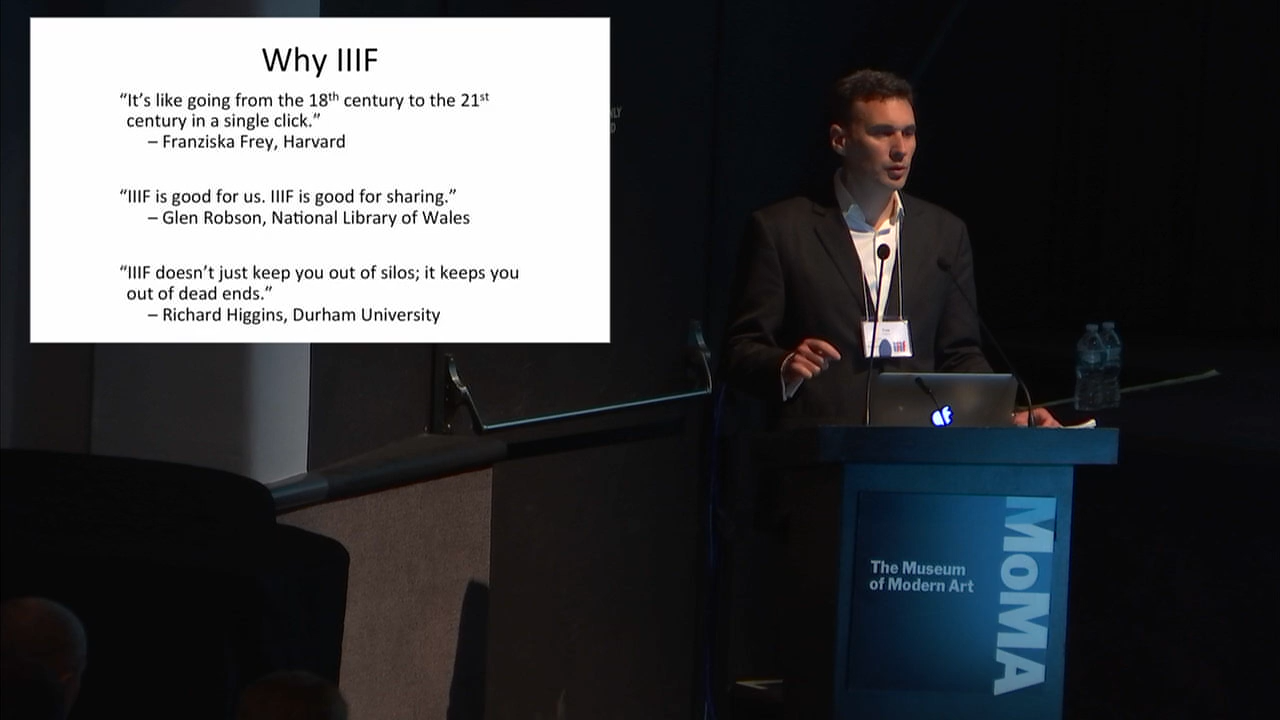 Why IIIF
“It’s like going from the 18th century to the 21st
century in a single click.”
– Franziska Frey, Harvard
“IIIF is good for us. IIIF is good for sharing.”
– Glen Robson, National Library of Wales
“IIIF doesn’t just keep you out of silos; it keeps you
out of dead ends.”
– Richard Higgins, Durham University
iiif
The Museum
of Modern Art
MoMA